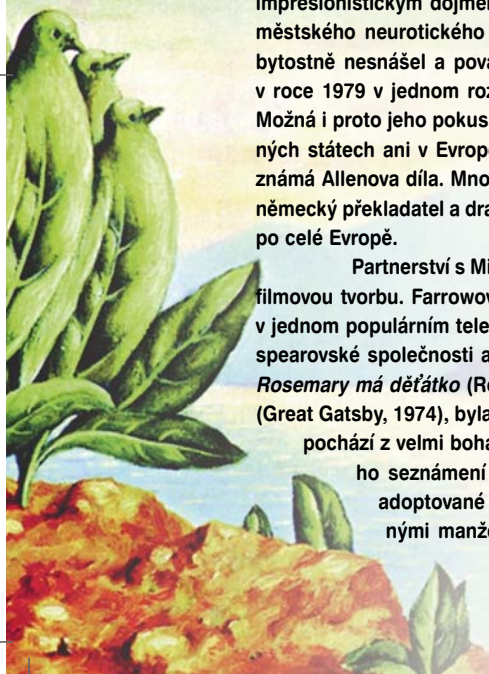 impresionistickým dojmem
městského neurotického
bytostně nesnášel a pova
v roce 1979 v jednom roz
Možná i proto jeho pokus
ných státech ani v Evropě
známá Allenova díla. Mno
německý překladatel a dra
po celé Evropě.
Partnerství s Mi
filmovou tvorbu. Farrowov
v jednom populárním tele
spearovské společnosti a
Rosemary má děťátko (Ro
(Great Gatsby, 1974), byla
pochází z velmi boha
ho seznámení
adoptované
nými manže